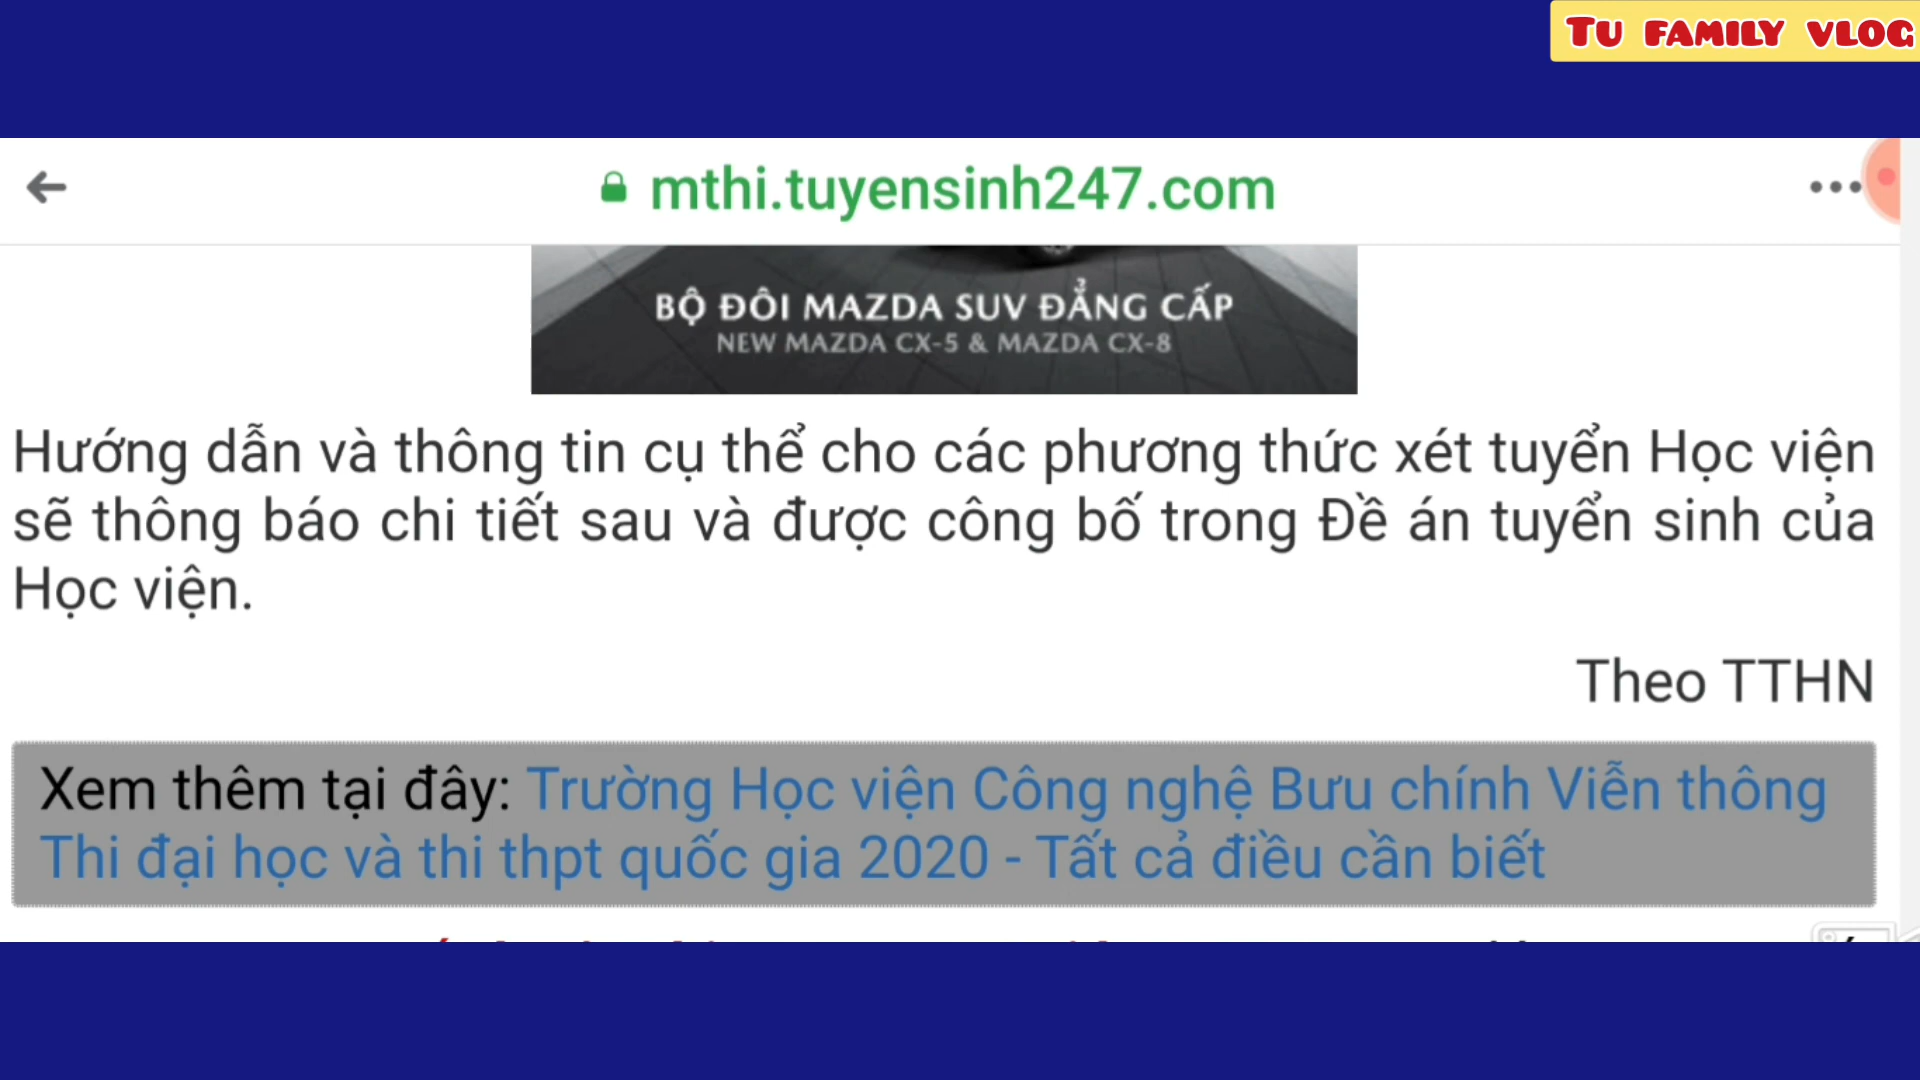 Tu family vlog
mthi.tuyensinh247.com
BỘ ĐÔI MAZDA SUV ĐẲNG CẤP
NEW MAZDA CX-5 & MAZDA CX-8
Hướng dẫn và thông tin cụ thể cho các phương thức xét tuyển Học viện
sẽ thông báo chi tiết sau và được công bố trong Đề án tuyển sinh của
Học viện.
Theo TTHN
Xem thêm tại đây: Trường Học viện Công nghệ Bưu chính Viễn thông
Thi đại học và thi thpt quốc gia 2020 - Tất cả điều cần biết